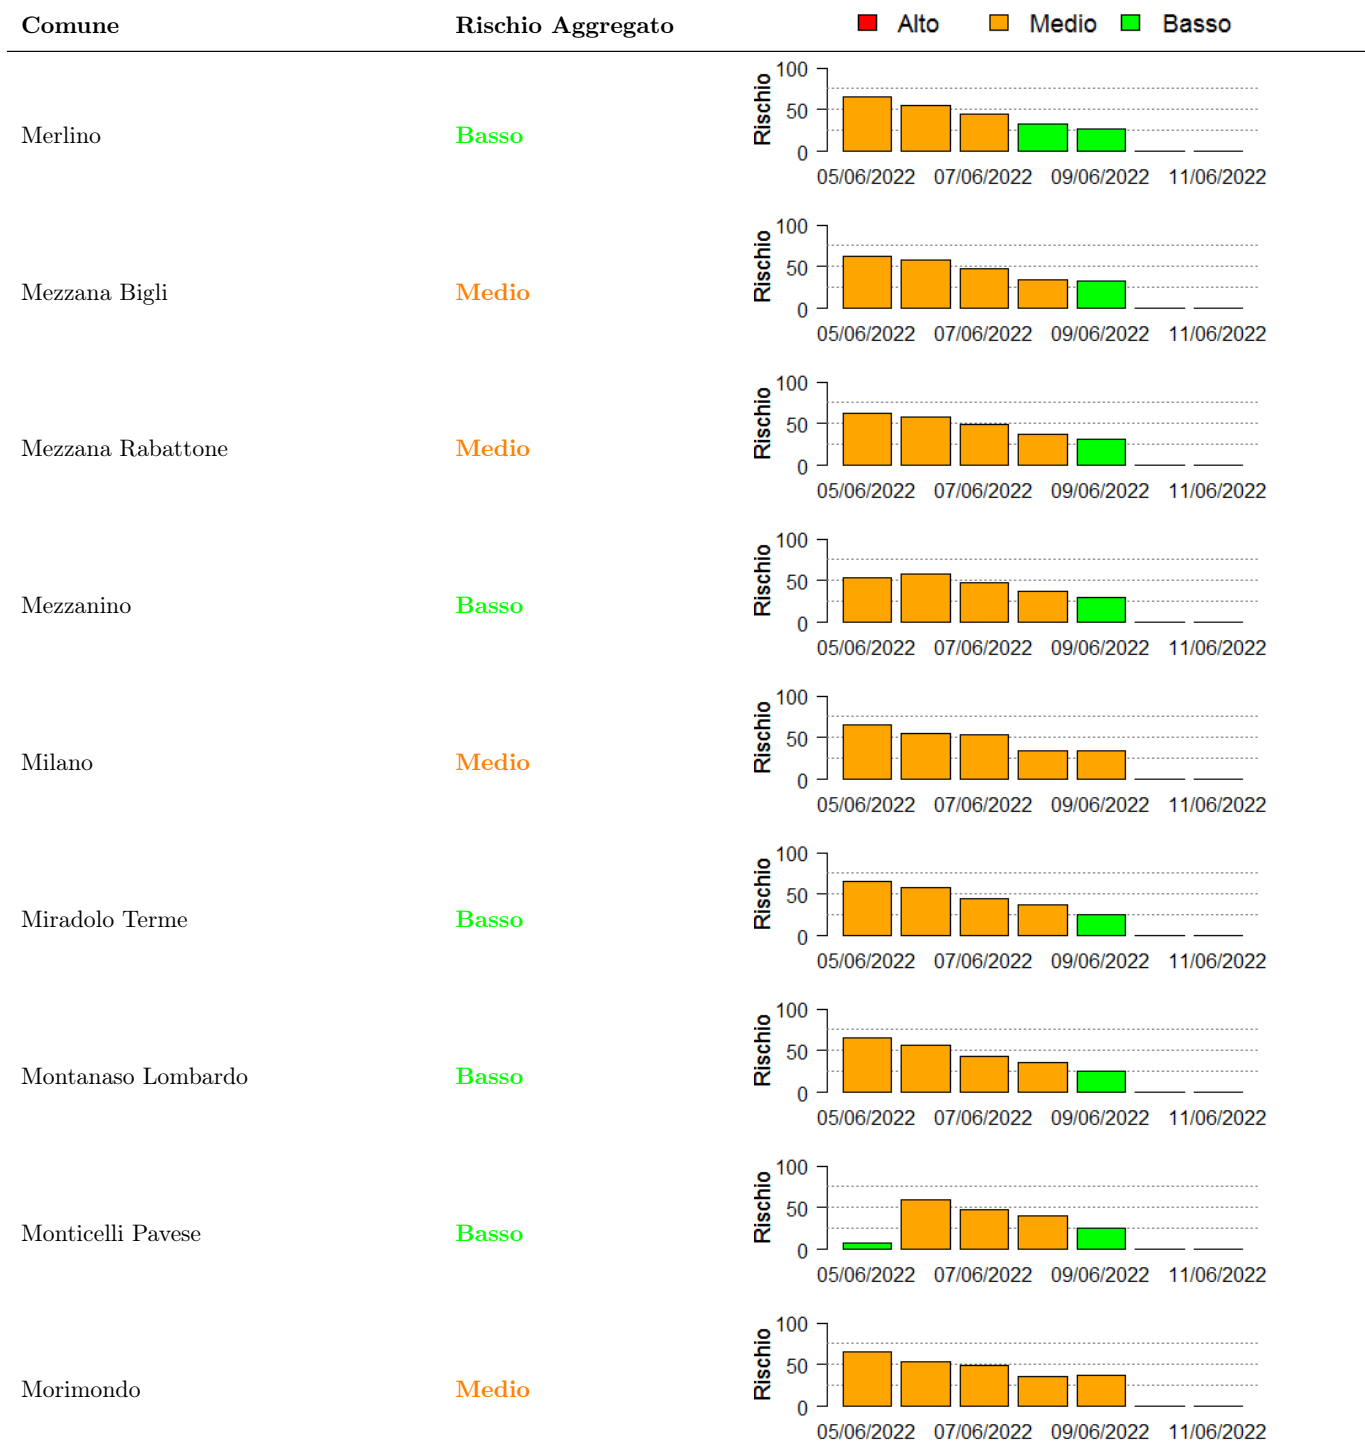 Comune Rischio Aggregato Alto Medio Basso
Merlino Basso Rischio 100 50 0
05/06/2022 07/06/2022 09/06/2022 11/06/2022
Mezzana Bigli Medio Rischio 100 50 0
05/06/2022 07/06/2022 09/06/2022 11/06/2022
Mezzana Rabattone Medio Rischio 100 50 0
05/06/2022 07/06/2022 09/06/2022 11/06/2022
Mezzanino Basso Rischio 100 50 0
05/06/2022 07/06/2022 09/06/2022 11/06/2022
Milano Medio Rischio 100 50 0
05/06/2022 07/06/2022 09/06/2022 11/06/2022
Miradolo Terme Basso Rischio 100 50 0
05/06/2022 07/06/2022 09/06/2022 11/06/2022
Montanaso Lombardo Basso Rischio 100 50 0
05/06/2022 07/06/2022 09/06/2022 11/06/2022
Monticelli Pavese Basso Rischio 100 50 0
05/06/2022 07/06/2022 09/06/2022 11/06/2022
Morimondo Medio Rischio 100 50 0
05/06/2022 07/06/2022 09/06/2022 11/06/2022